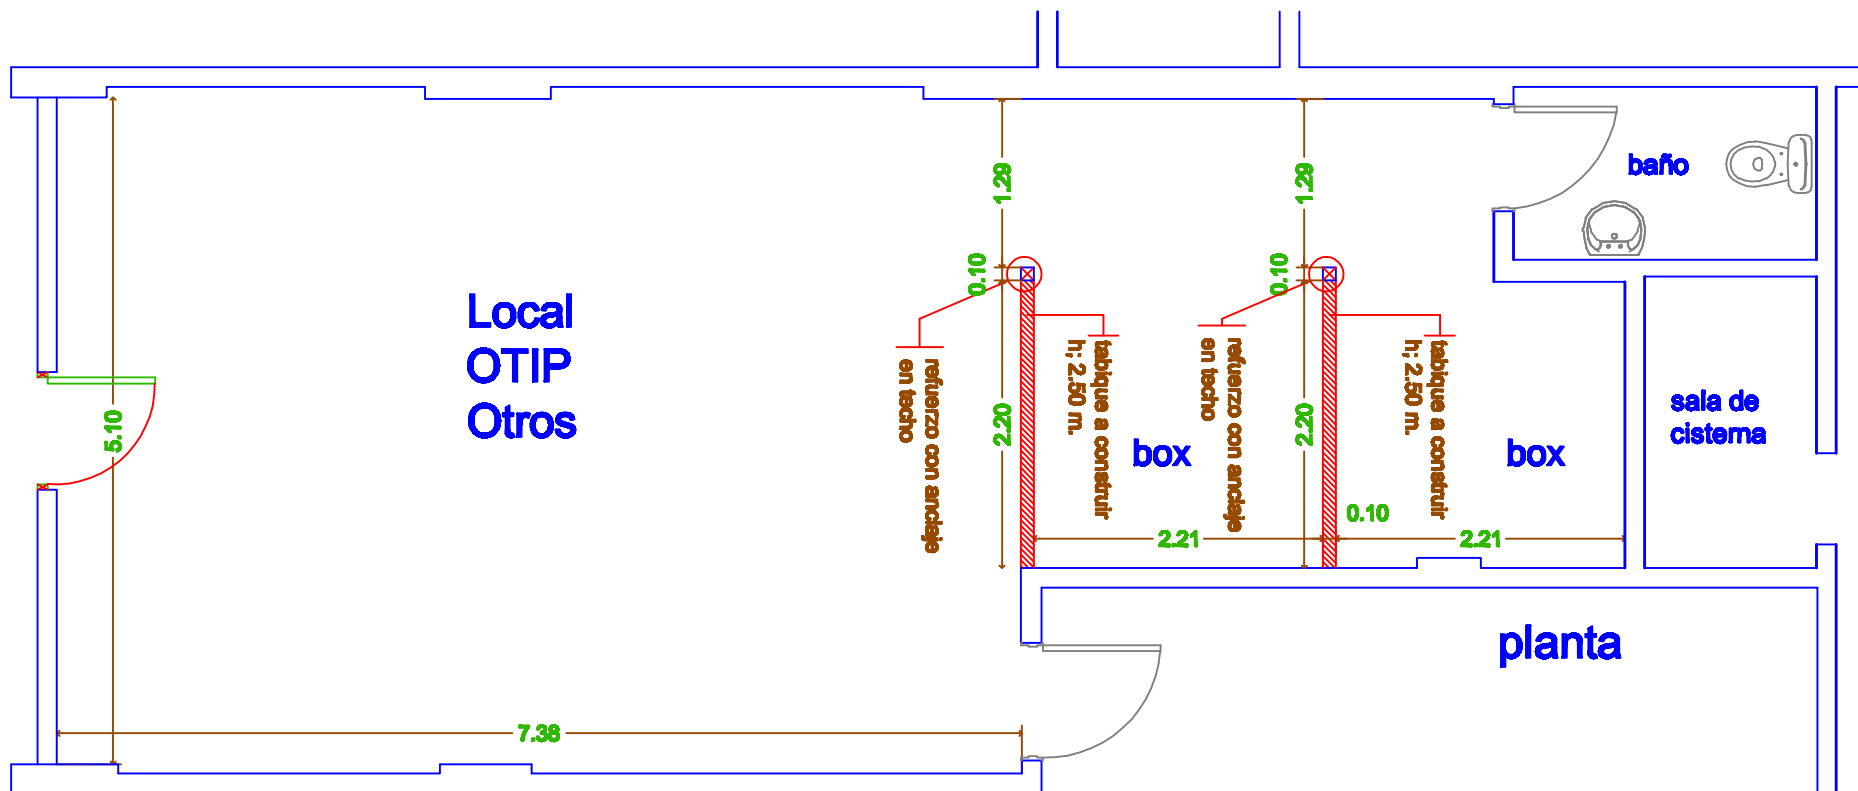 1.29
1.29
baño
0.10
0.10
Local
OTIP
Otros
5.10
refuerzo con anclaje
en techo
2.20
tabique a construir
h; 2.50 m.
box
refuerzo con anclaje
en techo
2.20
tabique a construir
h; 2.50 m.
box
sala de
cisterna
0.10
2.21
2.21
planta
7.38